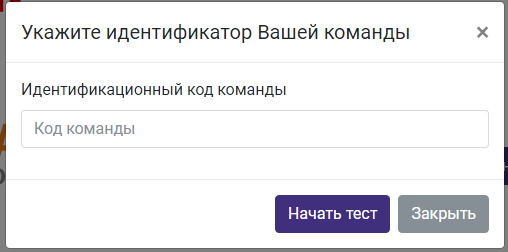 Укажите идентификатор Вашей команды ×
Идентификационный код команды
Код команды
Начать тест Закрыть